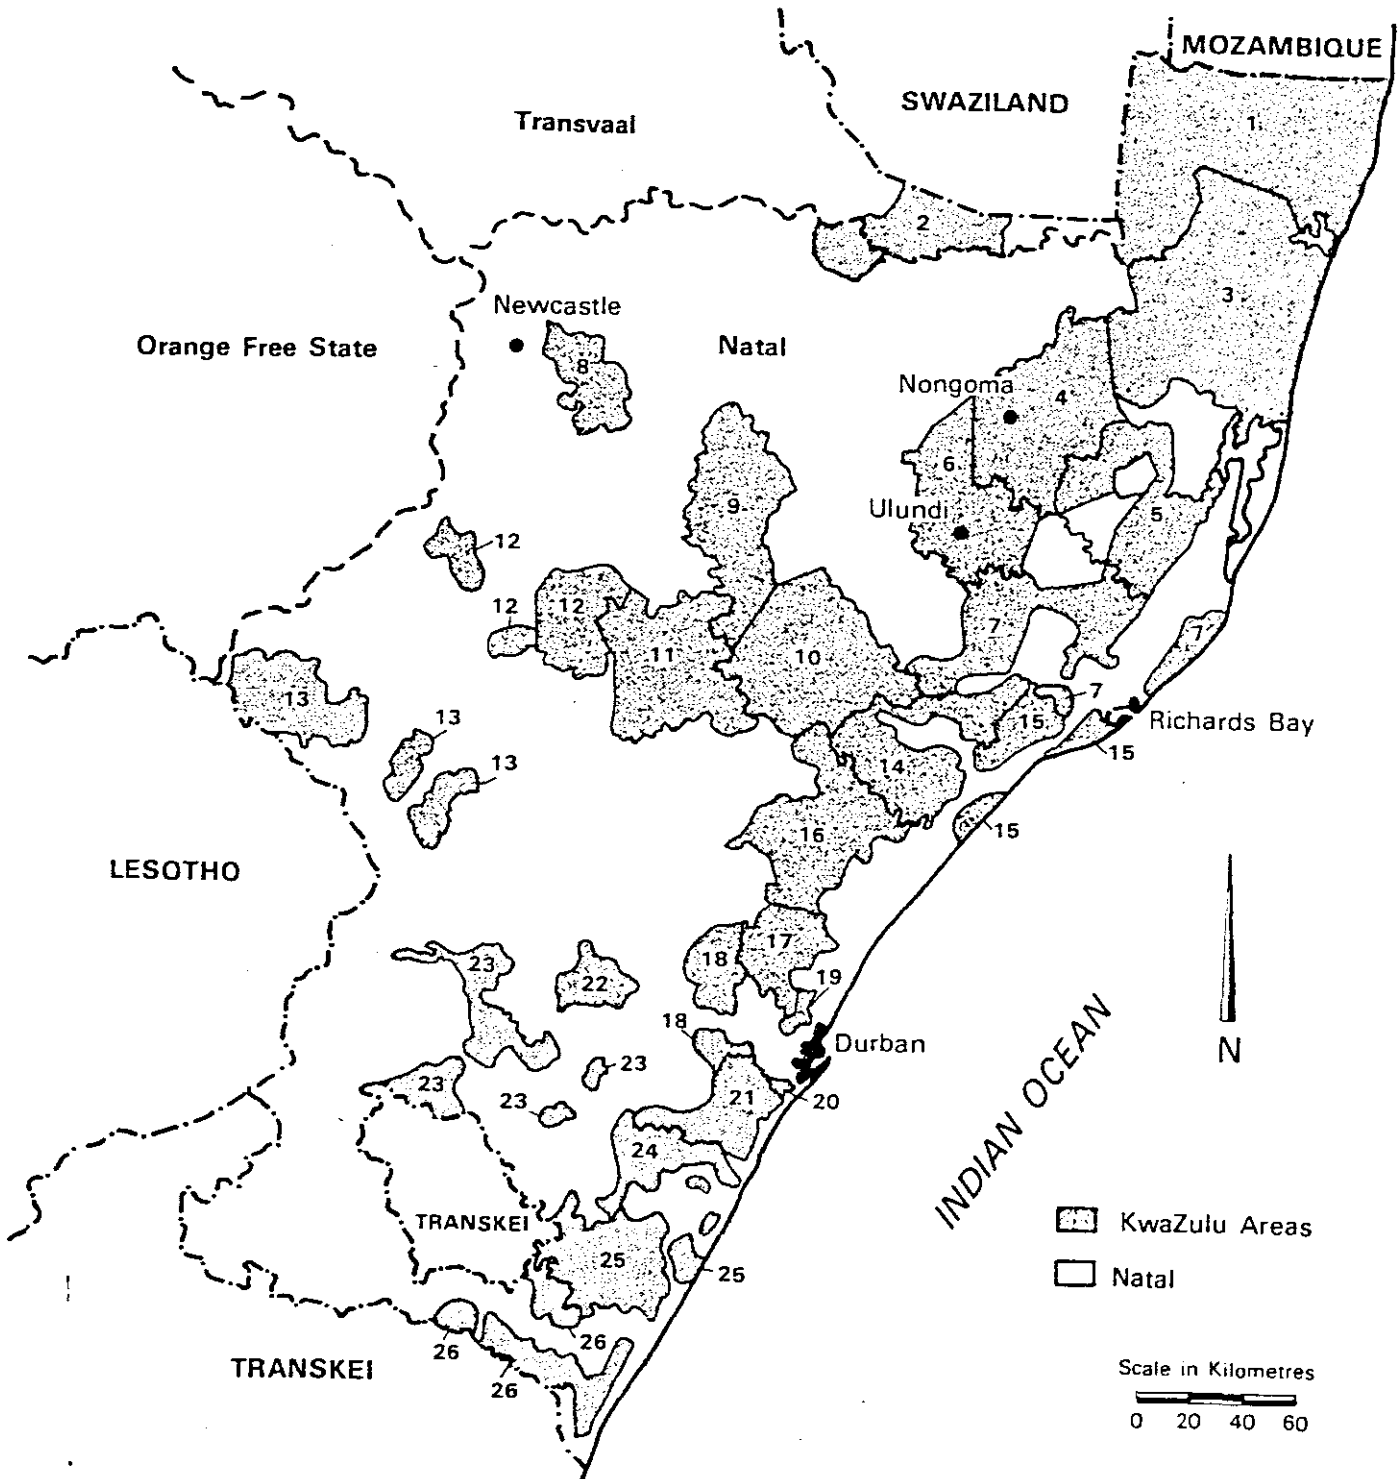 MOZAMBIQUE
SWAZILAND
Transvaal
1
2
3
Newcastle
Orange Free State
Natal
8
Nongoma
4
6
9
Ulundi
5
12
12
12
7
7
11
10
13
7
15
Richards Bay
13
15
13
14
16
15
LESOTHO
17
18
23
22
19
18
Durban
23
23
21
20
23
24
N
INDIAN OCEAN
TRANSKEI
KwaZulu Areas
25
25
Natal
26
26
26
TRANSKEI
Scale in Kilometres
0 20 40 60